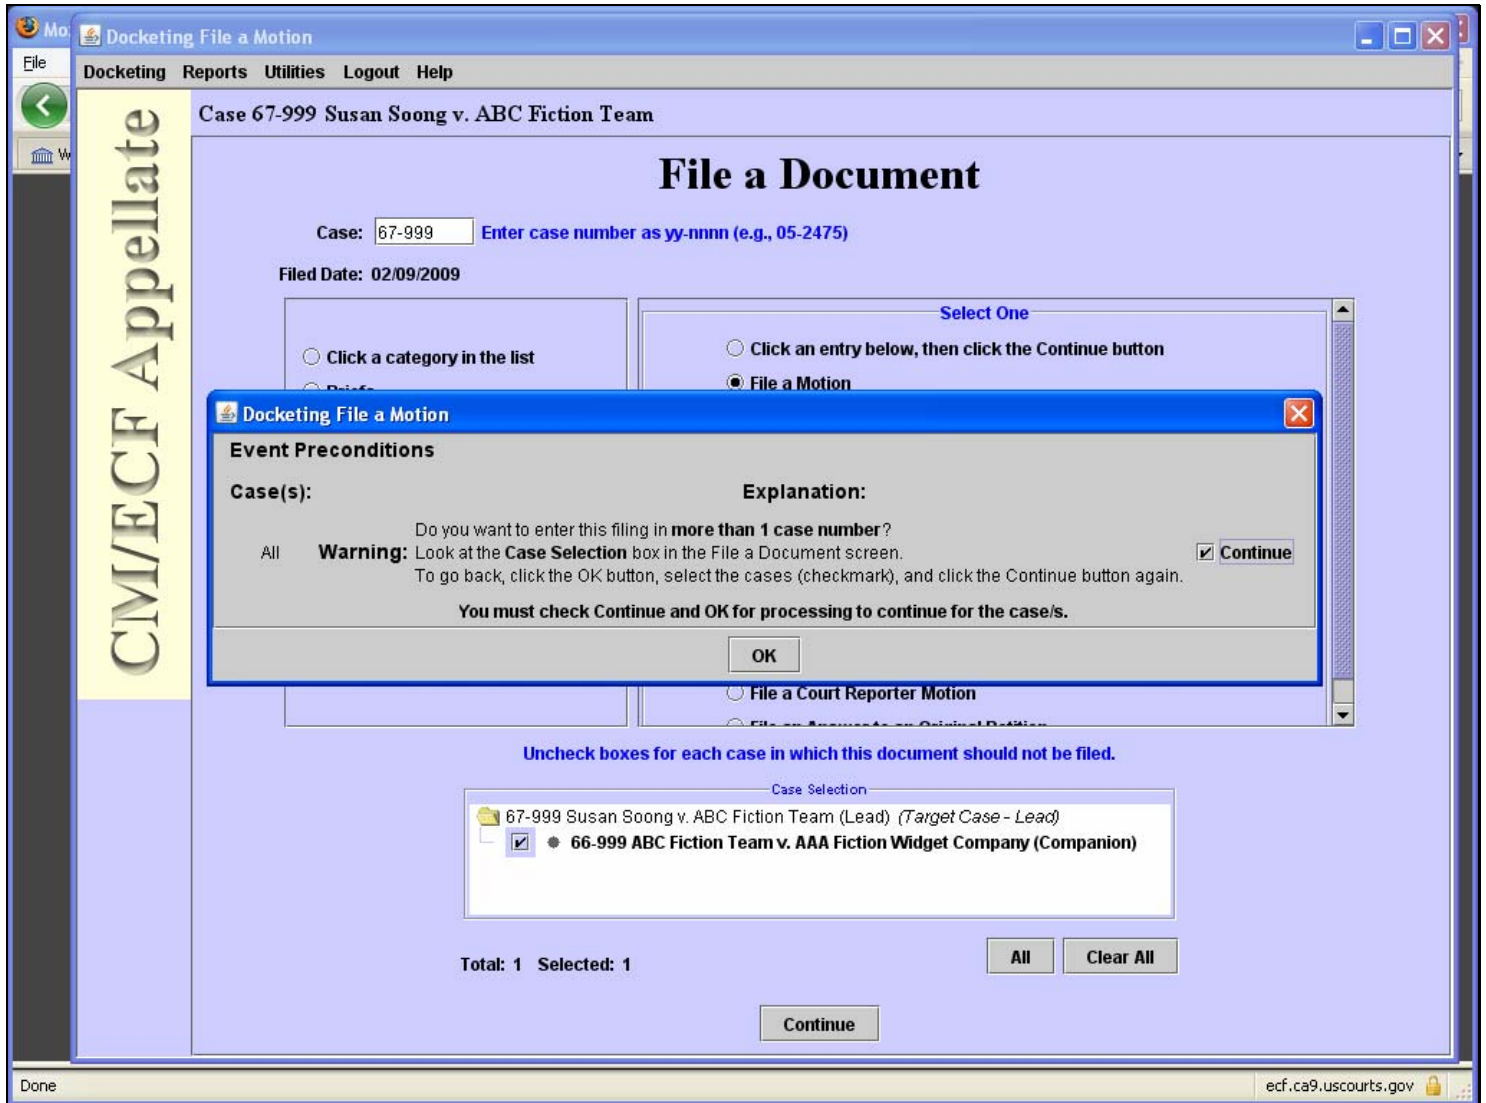 Mo
Docketing File a Motion
File
Docketing Reports Utilities Logout Help
Case 67-999 Susan Soong v. ABC Fiction Team
CM/ECF Appellate
File a Document
Case: 67-999 Enter case number as yy-nnnn (e.g., 05-2475)
Filed Date: 02/09/2009
Select One
Click a category in the list
Click an entry below, then click the Continue button
File a Motion
Docketing File a Motion
Event Preconditions
Case(s): Explanation:
Do you want to enter this filing in more than 1 case number?
All Warning: Look at the Case Selection box in the File a Document screen. Continue
To go back, click the OK button, select the cases (checkmark), and click the Continue button again.
You must check Continue and OK for processing to continue for the case/s.
OK
File a Court Reporter Motion
File an Answer to an Original Petition
Uncheck boxes for each case in which this document should not be filed.
Case Selection
67-999 Susan Soong v. ABC Fiction Team (Lead) (Target Case - Lead)
66-999 ABC Fiction Team v. AAA Fiction Widget Company (Companion)
Total: 1 Selected: 1
All Clear All
Continue
Done ecf.ca9.uscourts.gov